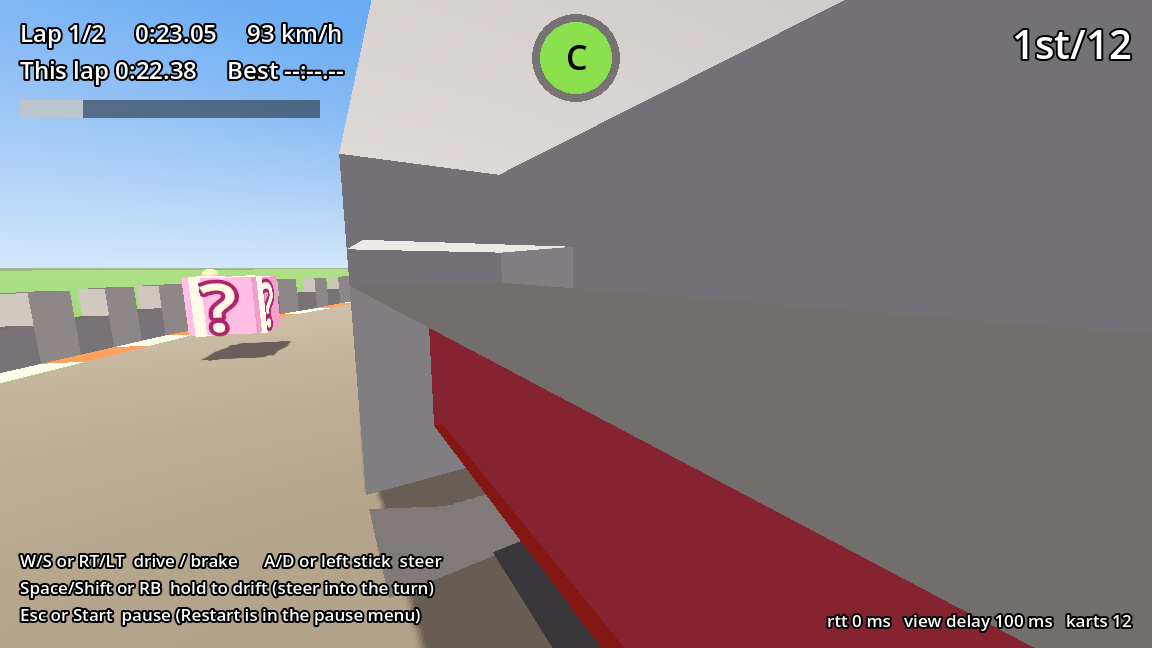 Lap 1/2 0:23.05 93 km/h
This lap 0:22.38 Best --:--.--
C
1st/12
? ?
W/S or RT/LT drive / brake A/D or left stick steer
Space/Shift or RB hold to drift (steer into the turn)
Esc or Start pause (Restart is in the pause menu)
rtt 0 ms view delay 100 ms karts 12